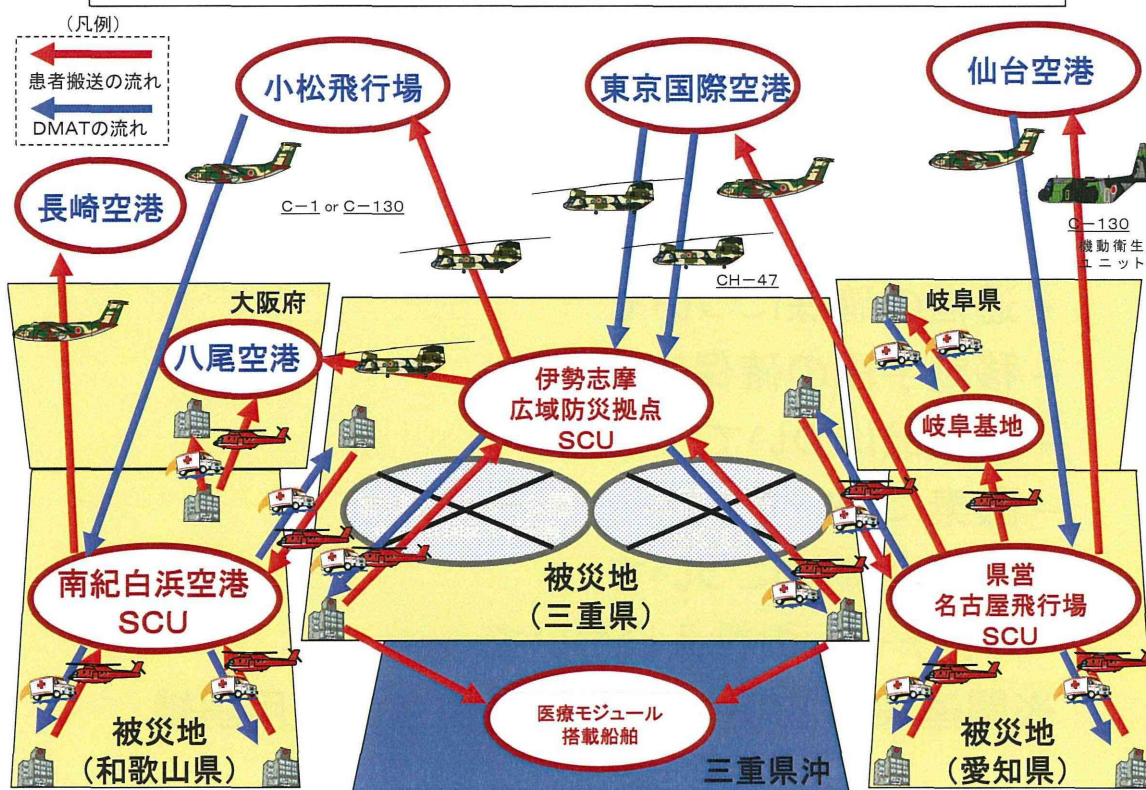 (凡例)
患者搬送の流れ
DMATの流れ
小松飛行場
東京国際空港
仙台空港
長崎空港
C-1 or C-130
CH-47
C-130
機動衛生
ユニット
大阪府
岐阜県
八尾空港
伊勢志摩
広域防災拠点
SCU
岐阜基地
南紀白浜空港
SCU
被災地
(三重県)
県営
名古屋飛行場
SCU
医療モジュール
搭載船舶
被災地
(和歌山県)
三重県沖
被災地
(愛知県)